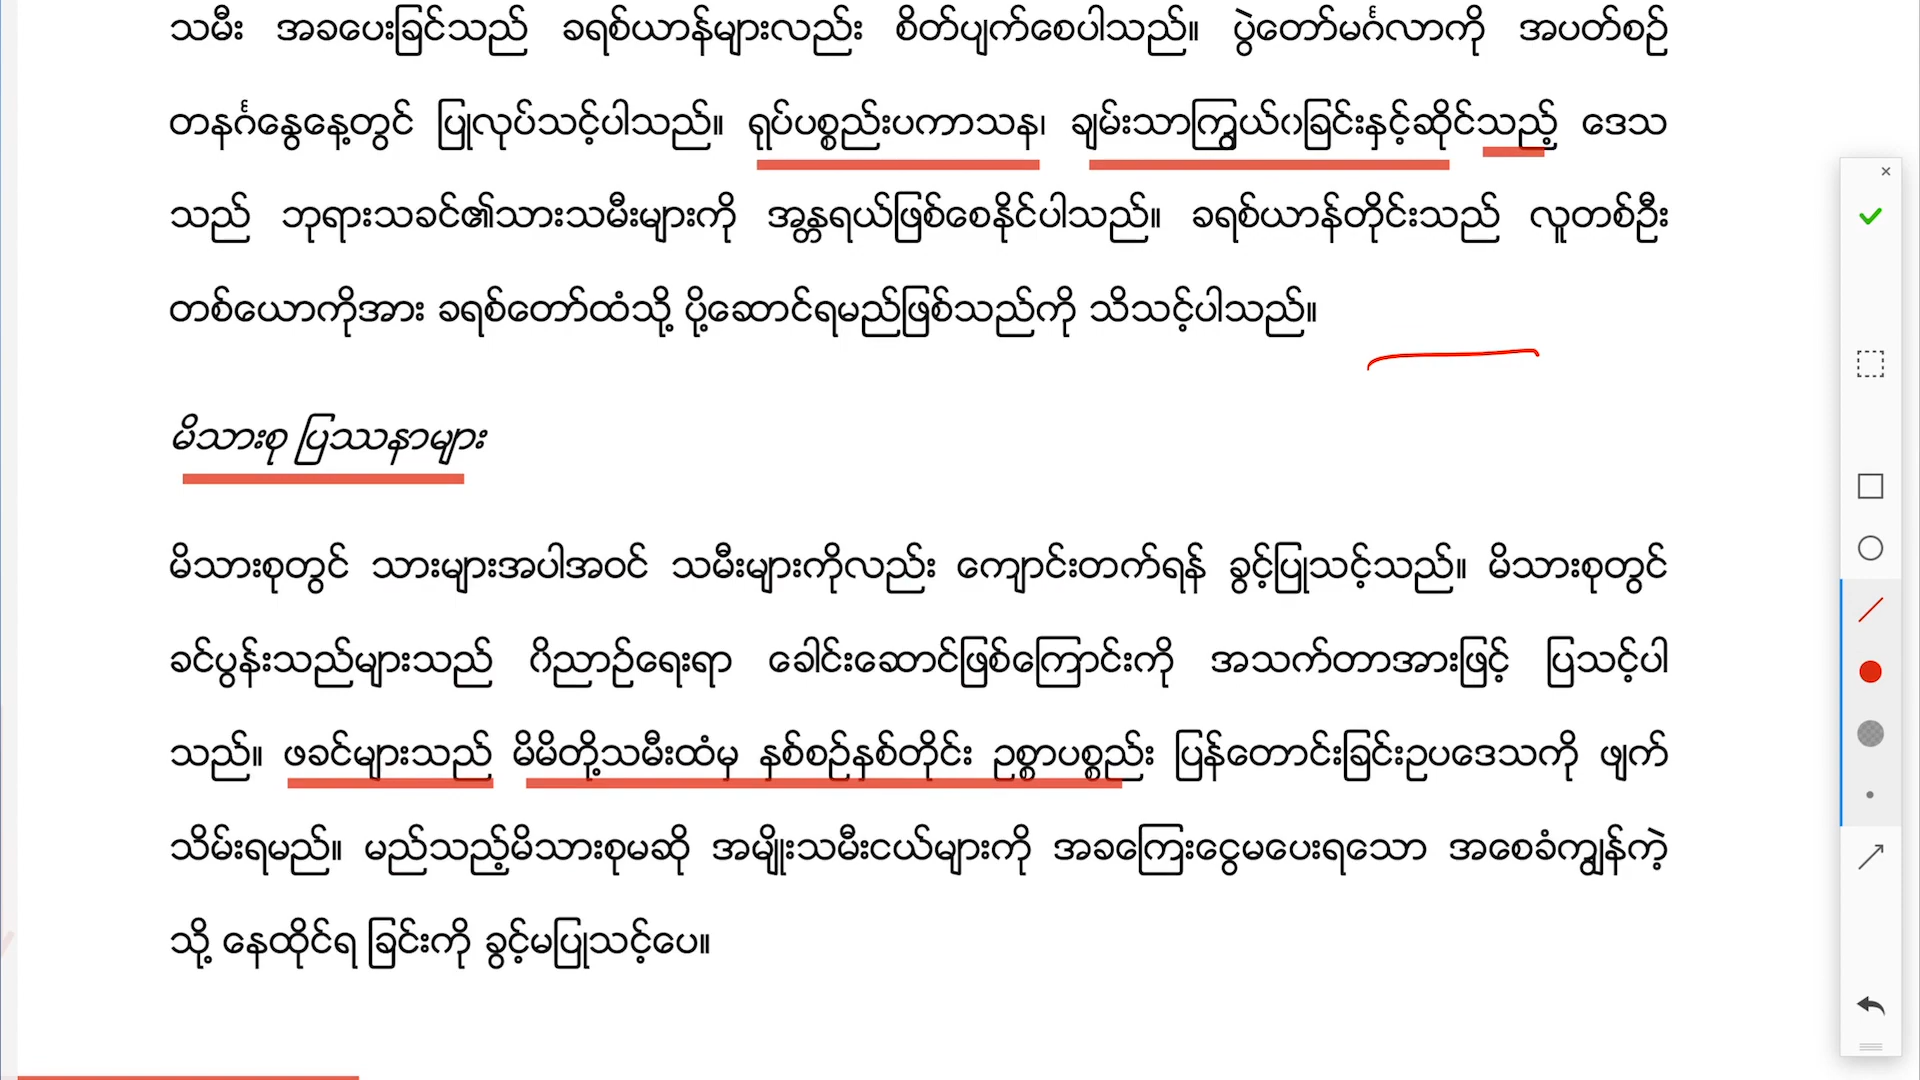 သမီး အခပေးခြင်သည် ခရစ်ယာန်များလည်း စိတ်ပျက်စေပါသည်။ ပွဲတော်မင်္ဂလာကို အပတ်စဉ်
တနင်္ဂနွေနေ့တွင် ပြုလုပ်သင့်ပါသည်။ ရုပ်ပစ္စည်းပကာသန၊ ချမ်းသာကြွယ်ဝခြင်းနှင့်ဆိုင်သည့် ဒေသ
သည် ဘုရားသခင်၏သားသမီးများကို အန္တရယ်ဖြစ်စေနိုင်ပါသည်။ ခရစ်ယာန်တိုင်းသည် လူတစ်ဦး
တစ်ယောကိုအား ခရစ်တော်ထံသို့ ပို့ဆောင်ရမည်ဖြစ်သည်ကို သိသင့်ပါသည်။
မိသားစု ပြဿနာများ
မိသားစုတွင် သားများအပါအဝင် သမီးများကိုလည်း ကျောင်းတက်ရန် ခွင့်ပြုသင့်သည်။ မိသားစုတွင်
ခင်ပွန်းသည်များသည် ဝိညာဉ်ရေးရာ ခေါင်းဆောင်ဖြစ်ကြောင်းကို အသက်တာအားဖြင့် ပြသင့်ပါ
သည်။ ဖခင်များသည် မိမိတို့သမီးထံမှ နှစ်စဉ်နှစ်တိုင်း ဥစ္စာပစ္စည်း ပြန်တောင်းခြင်းဥပဒေသကို ဖျက်
သိမ်းရမည်။ မည်သည့်မိသားစုမဆို အမျိုးသမီးငယ်များကို အခကြေးငွေမပေးရသော အစေခံကျွန်ကဲ့
သို့ နေထိုင်ရ ခြင်းကို ခွင့်မပြုသင့်ပေ။